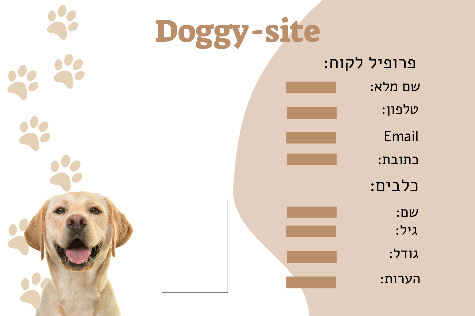 Doggy-site
פרופיל לקוח:
שם מלא:
טלפון:
Email
כתובת:
כלבים:
שם:
גיל:
גודל:
הערות: